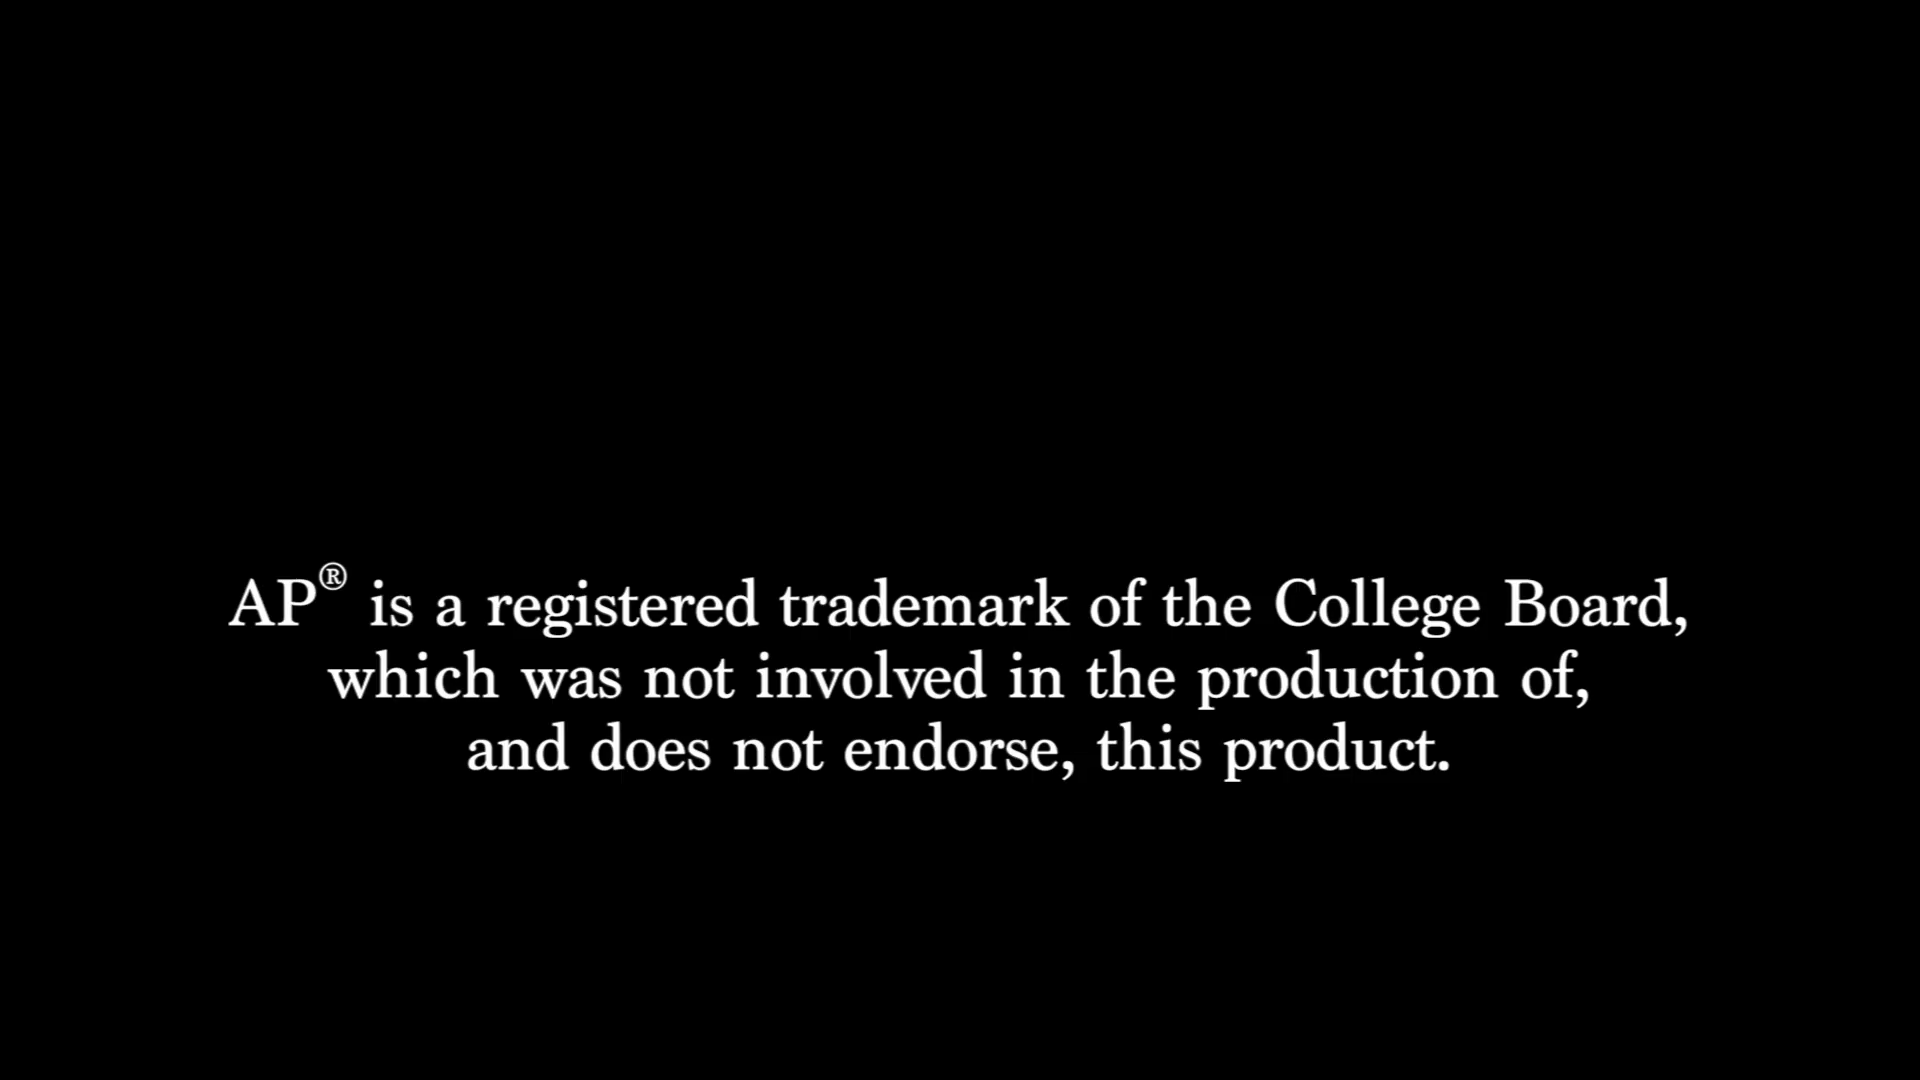 AP® is a registered trademark of the College Board,
which was not involved in the production of,
and does not endorse, this product.